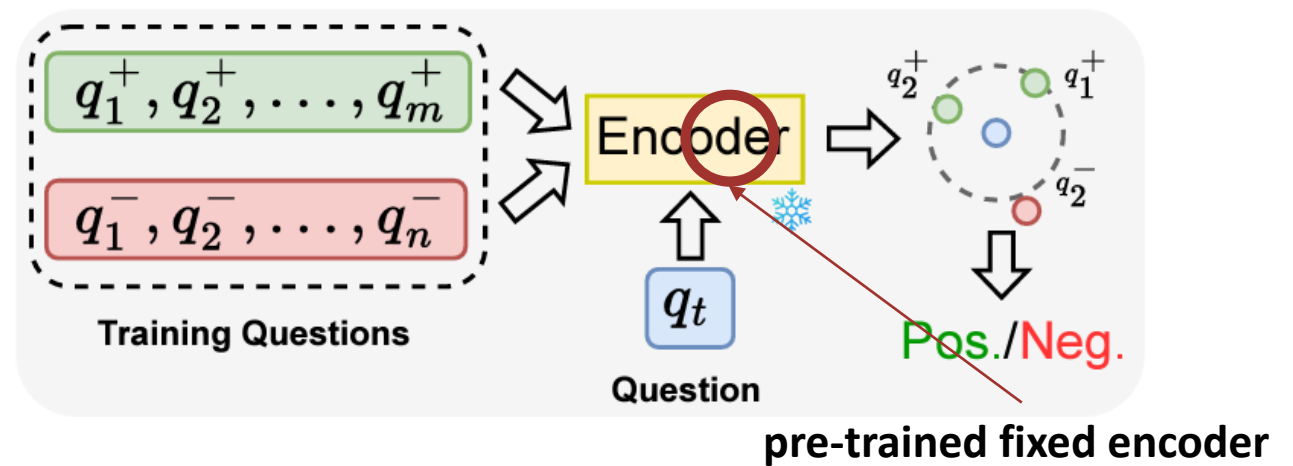 q_1^+, q_2^+, ..., q_m^+
q_1^-, q_2^-, ..., q_n^-
Training Questions
Encoder
q_t
Question
q_2^+
q_1^+
q_2^-
Pos./Neg.
pre-trained fixed encoder